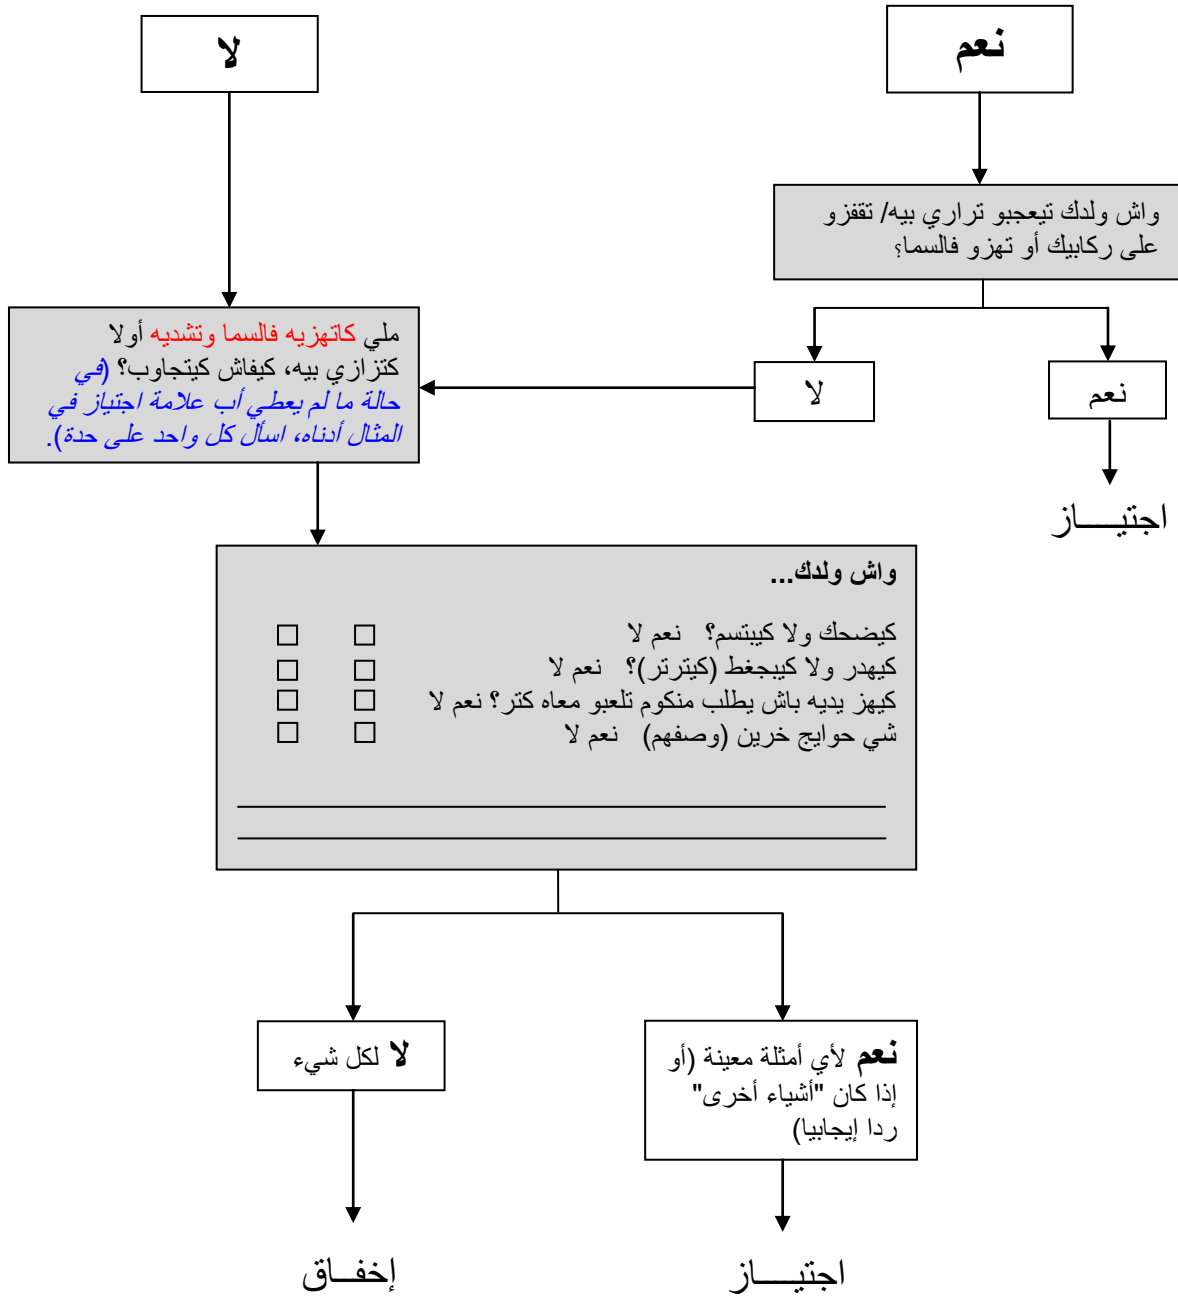 نعم
لا
واش ولدك تيعجبو تراري بيه/ تقفزو
على ركابيك أو تهزو فالسما؟
نعم
لا
اجتيـــــاز
ملي كاتهزيه فالسما وتشديه أولا
كتزازي بيه، كيفاش كيتجاوب؟ (في
حالة ما لم يعطي أب علامة اجتياز في
المثال أدناه، اسأل كل واحد على حدة).
واش ولدك...
كيضحك ولا كيبتسم؟ نعم لا
كيهدر ولا كيبجغط (كيترتر)؟ نعم لا
كيهز يديه باش يطلب منكوم تلعبو معاه كتر؟ نعم لا
شي حوايج خرين (وصفهم) نعم لا
نعم لأي أمثلة معينة (أو
إذا كان "أشياء أخرى"
ردا إيجابيا)
لا لكل شيء
اجتيـــــاز
إخفـــاق